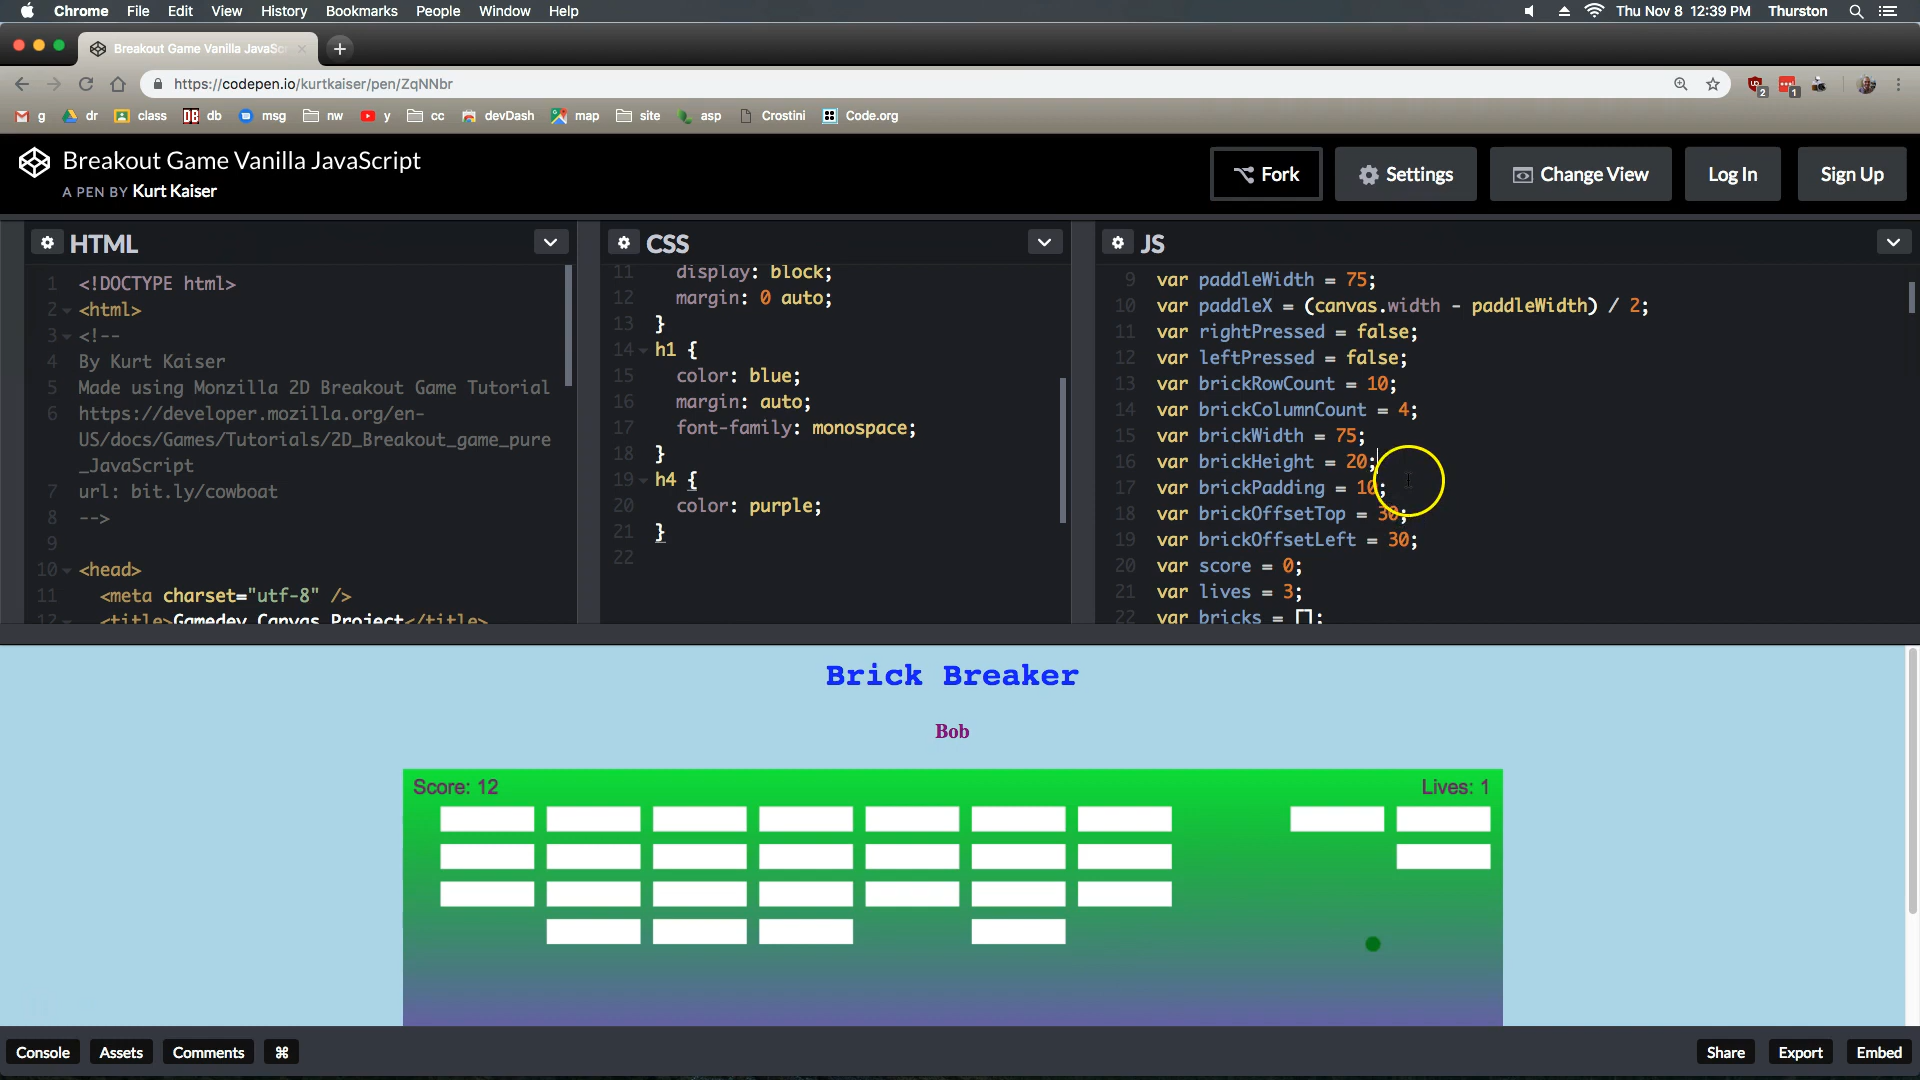 Chrome File Edit View History Bookmarks People Window Help Thu Nov 8 12:39 PM Thurston
Breakout Game Vanilla JavaSc
https://codepen.io/kurtkaiser/pen/ZqNNbr
2 1
g dr class DB db msg nw y cc devDash map site asp Crostini Code.org
Breakout Game Vanilla JavaScript
A PEN BY Kurt Kaiser
Fork Settings Change View Log In Sign Up
HTML
1 <!DOCTYPE html>
2 <html>
3 <!--
4 By Kurt Kaiser
5 Made using Monzilla 2D Breakout Game Tutorial
6 https://developer.mozilla.org/en-
US/docs/Games/Tutorials/2D_Breakout_game_pure
_JavaScript
7 url: bit.ly/cowboat
8 -->
9
10 <head>
11 <meta charset="utf-8" />
12 <title>Gamedev Canvas Project</title>
CSS
11 display: block;
12 margin: 0 auto;
13 }
14 h1 {
15 color: blue;
16 margin: auto;
17 font-family: monospace;
18 }
19 h4 {
20 color: purple;
21 }
22
JS
9 var paddleWidth = 75;
10 var paddleX = (canvas.width - paddleWidth) / 2;
11 var rightPressed = false;
12 var leftPressed = false;
13 var brickRowCount = 10;
14 var brickColumnCount = 4;
15 var brickWidth = 75;
16 var brickHeight = 20;
17 var brickPadding = 10;
18 var brickOffsetTop = 30;
19 var brickOffsetLeft = 30;
20 var score = 0;
21 var lives = 3;
22 var bricks = [];
Brick Breaker
Bob
Score: 12 Lives: 1
Console Assets Comments ⌘ Share Export Embed